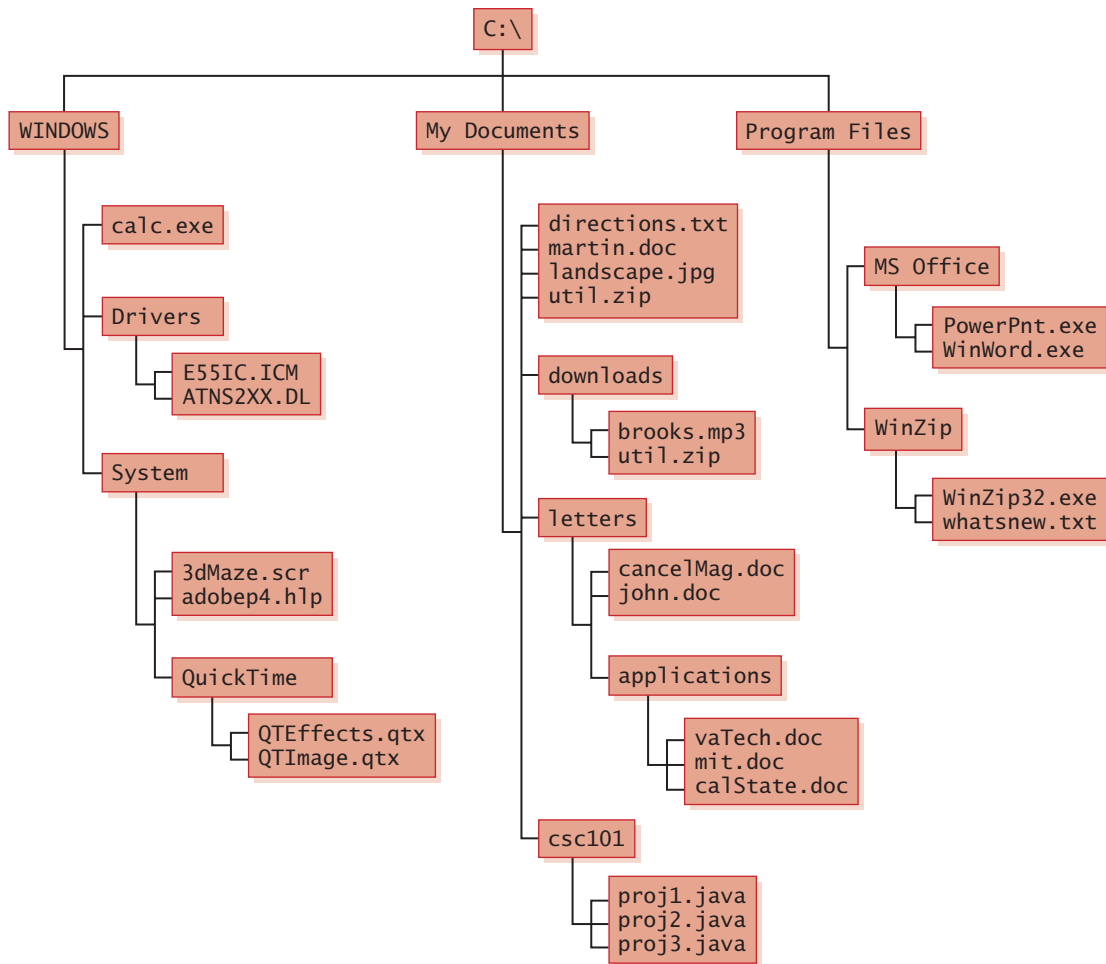 C:\
WINDOWS
My Documents
Program Files
calc.exe
Drivers
E55IC.ICM
ATNS2XX.DL
System
3dMaze.scr
adobep4.hlp
QuickTime
QTEffects.qtx
QTImage.qtx
directions.txt
martin.doc
landscape.jpg
util.zip
downloads
brooks.mp3
util.zip
letters
cancelMag.doc
john.doc
applications
vaTech.doc
mit.doc
calState.doc
csc101
proj1.java
proj2.java
proj3.java
MS Office
PowerPnt.exe
WinWord.exe
WinZip
WinZip32.exe
whatsnew.txt